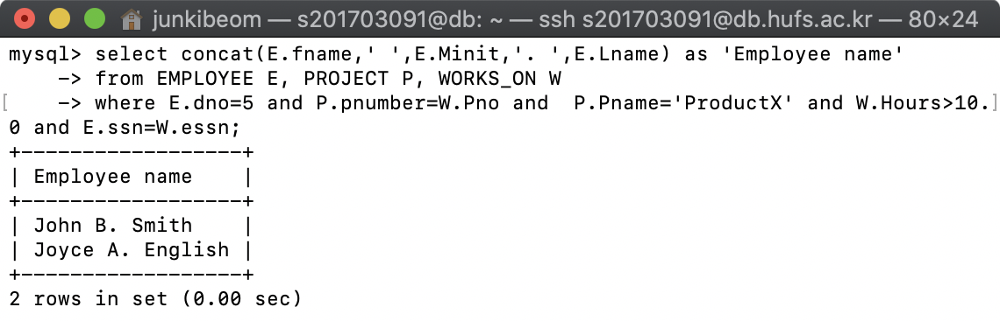 junkibeom — s201703091@db: ~ — ssh s201703091@db.hufs.ac.kr — 80×24
mysql> select concat(E.fname,' ',E.Minit,'. ',E.Lname) as 'Employee name'
    -> from EMPLOYEE E, PROJECT P, WORKS_ON W
[    -> where E.dno=5 and P.pnumber=W.Pno and  P.Pname='ProductX' and W.Hours>10.]
0 and E.ssn=W.essn;
+------------------+
| Employee name    |
+------------------+
| John B. Smith    |
| Joyce A. English |
+------------------+
2 rows in set (0.00 sec)